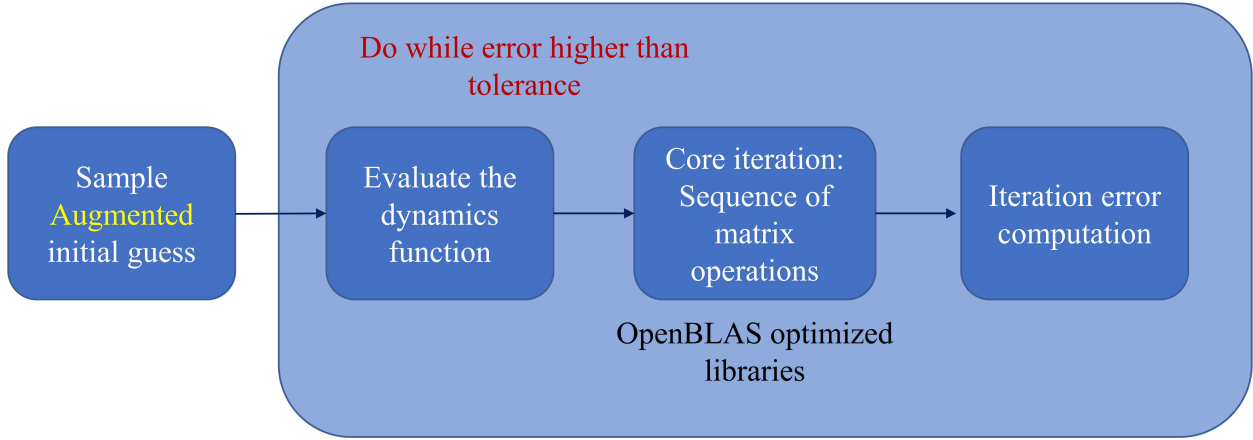 Do while error higher than
tolerance
Sample
Augmented
initial guess
Evaluate the
dynamics
function
Core iteration:
Sequence of
matrix
operations
Iteration error
computation
OpenBLAS optimized
libraries